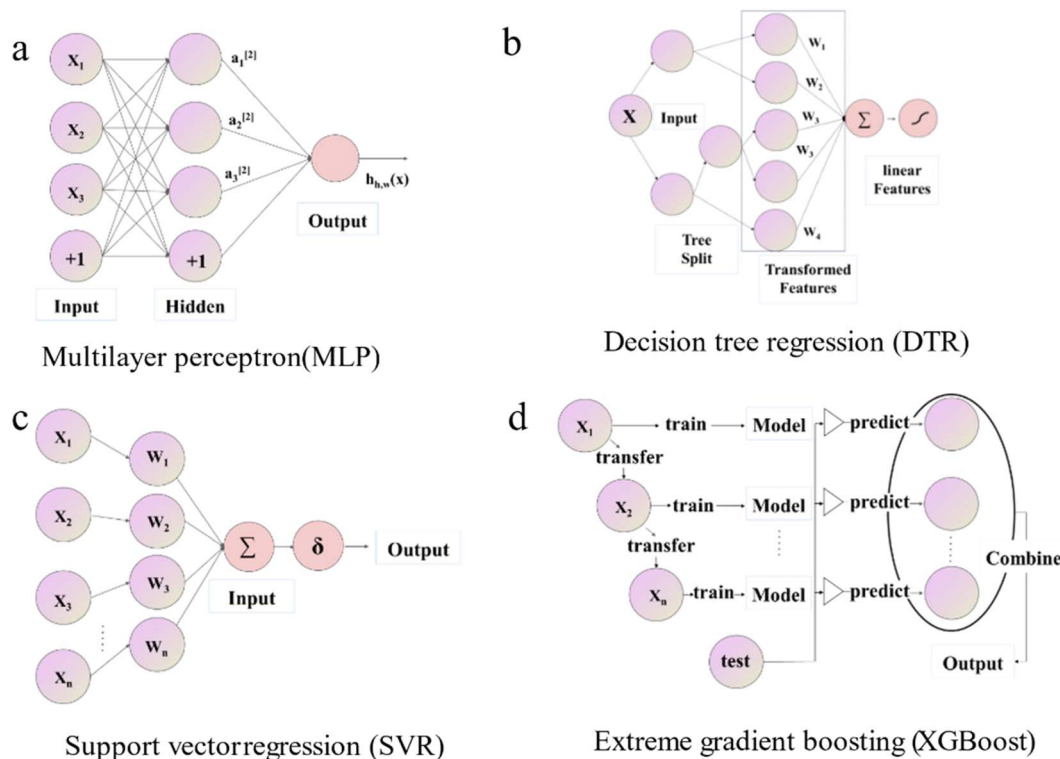 a
X₁
X₂
X₃
+1
Input
+1
Hidden
a₁[2]
a₂[2]
a₃[2]
Output
hₕ,w(x)
Multilayer perceptron(MLP)
b
X
Input
Tree
Split
W₁
W₂
W₃
W₃
W₄
Transformed
Features
Σ
linear
Features
Decision tree regression (DTR)
c
X₁
X₂
X₃
Xₙ
W₁
W₂
W₃
Wₙ
Σ
Input
δ
Output
Support vectorregression (SVR)
d
X₁ train Model predict
transfer
X₂ train Model predict
transfer
Xₙ train Model predict
Combine
test
Output
Extreme gradient boosting (XGBoost)